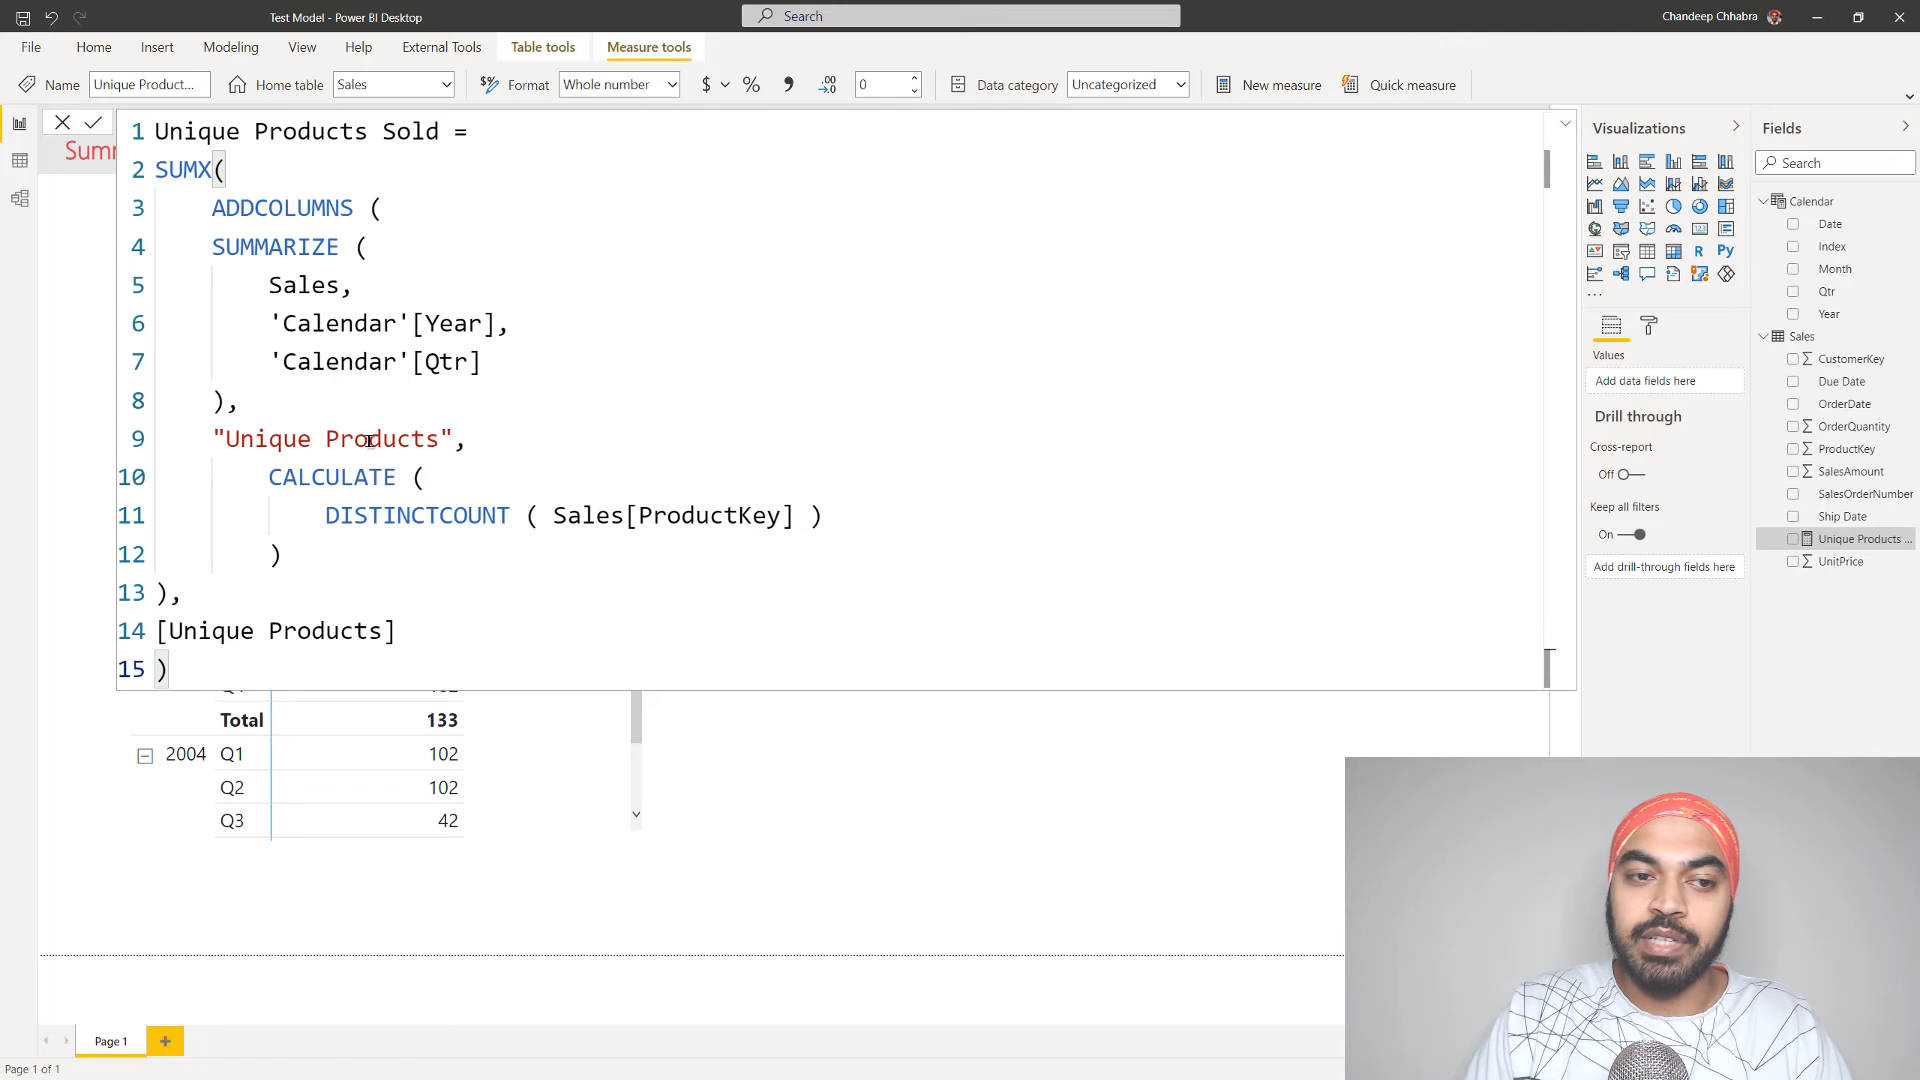 Test Model - Power BI Desktop
Search
Chandeep Chhabra
File
Home
Insert
Modeling
View
Help
External Tools
Table tools
Measure tools
Name
Unique Product...
Home table
Sales
Format
Whole number
$
%
0
Data category
Uncategorized
New measure
Quick measure
Summ
1 Unique Products Sold =
2 SUMX(
3 ADDCOLUMNS (
4 SUMMARIZE (
5 Sales,
6 'Calendar'[Year],
7 'Calendar'[Qtr]
8 ),
9 "Unique Products",
10 CALCULATE (
11 DISTINCTCOUNT ( Sales[ProductKey] )
12 )
13 ),
14 [Unique Products]
15 )
Total 133
2004 Q1 102
Q2 102
Q3 42
Page 1
Page 1 of 1
Visualizations
R
Py
Values
Add data fields here
Drill through
Cross-report
Off
Keep all filters
On
Add drill-through fields here
Fields
Search
Calendar
Date
Index
Month
Qtr
Year
Sales
CustomerKey
Due Date
OrderDate
OrderQuantity
ProductKey
SalesAmount
SalesOrderNumber
Ship Date
Unique Products ...
UnitPrice